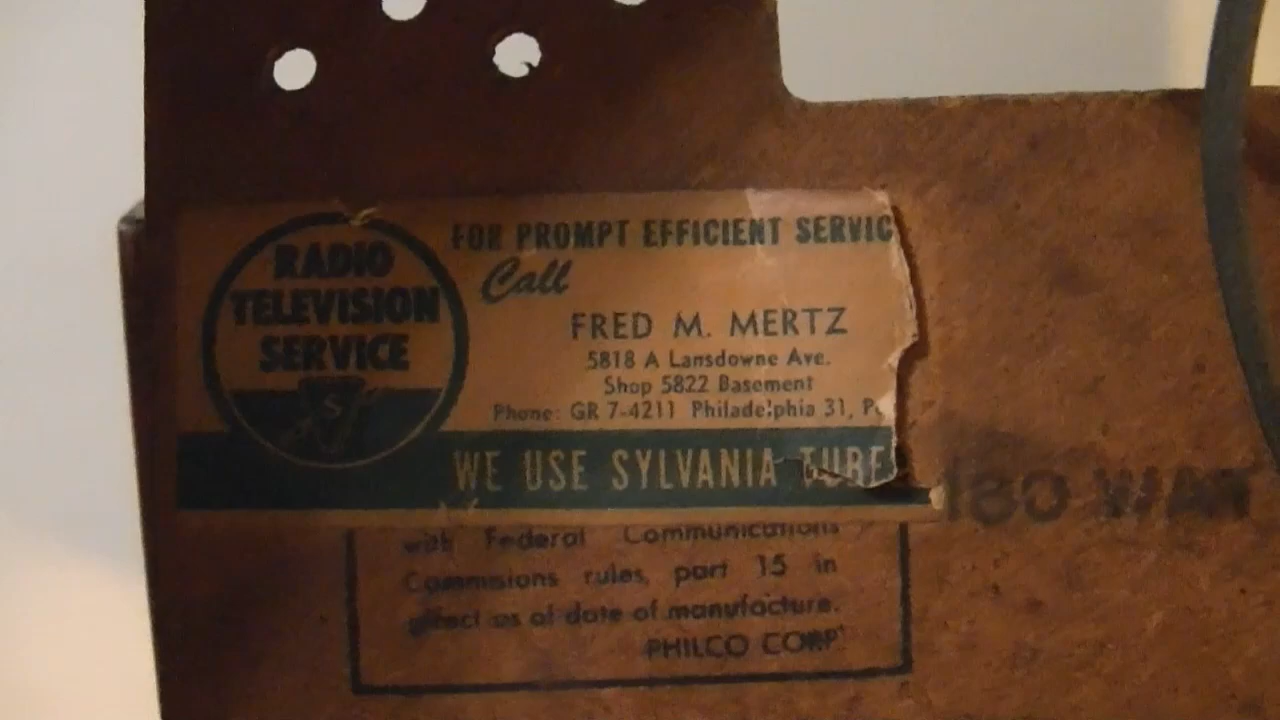 RADIO
TELEVISION
SERVICE
S
FOR PROMPT EFFICIENT SERVIC
Call
FRED M. MERTZ
5818 A Lansdowne Ave.
Shop 5822 Basement
Phone: GR 7-4211 Philadelphia 31, P
WE USE SYLVANIA TUBE
180 WAT
with Federal Communications
Commisions rules, part 15 in
effect as of date of manufacture.
PHILCO CORP.